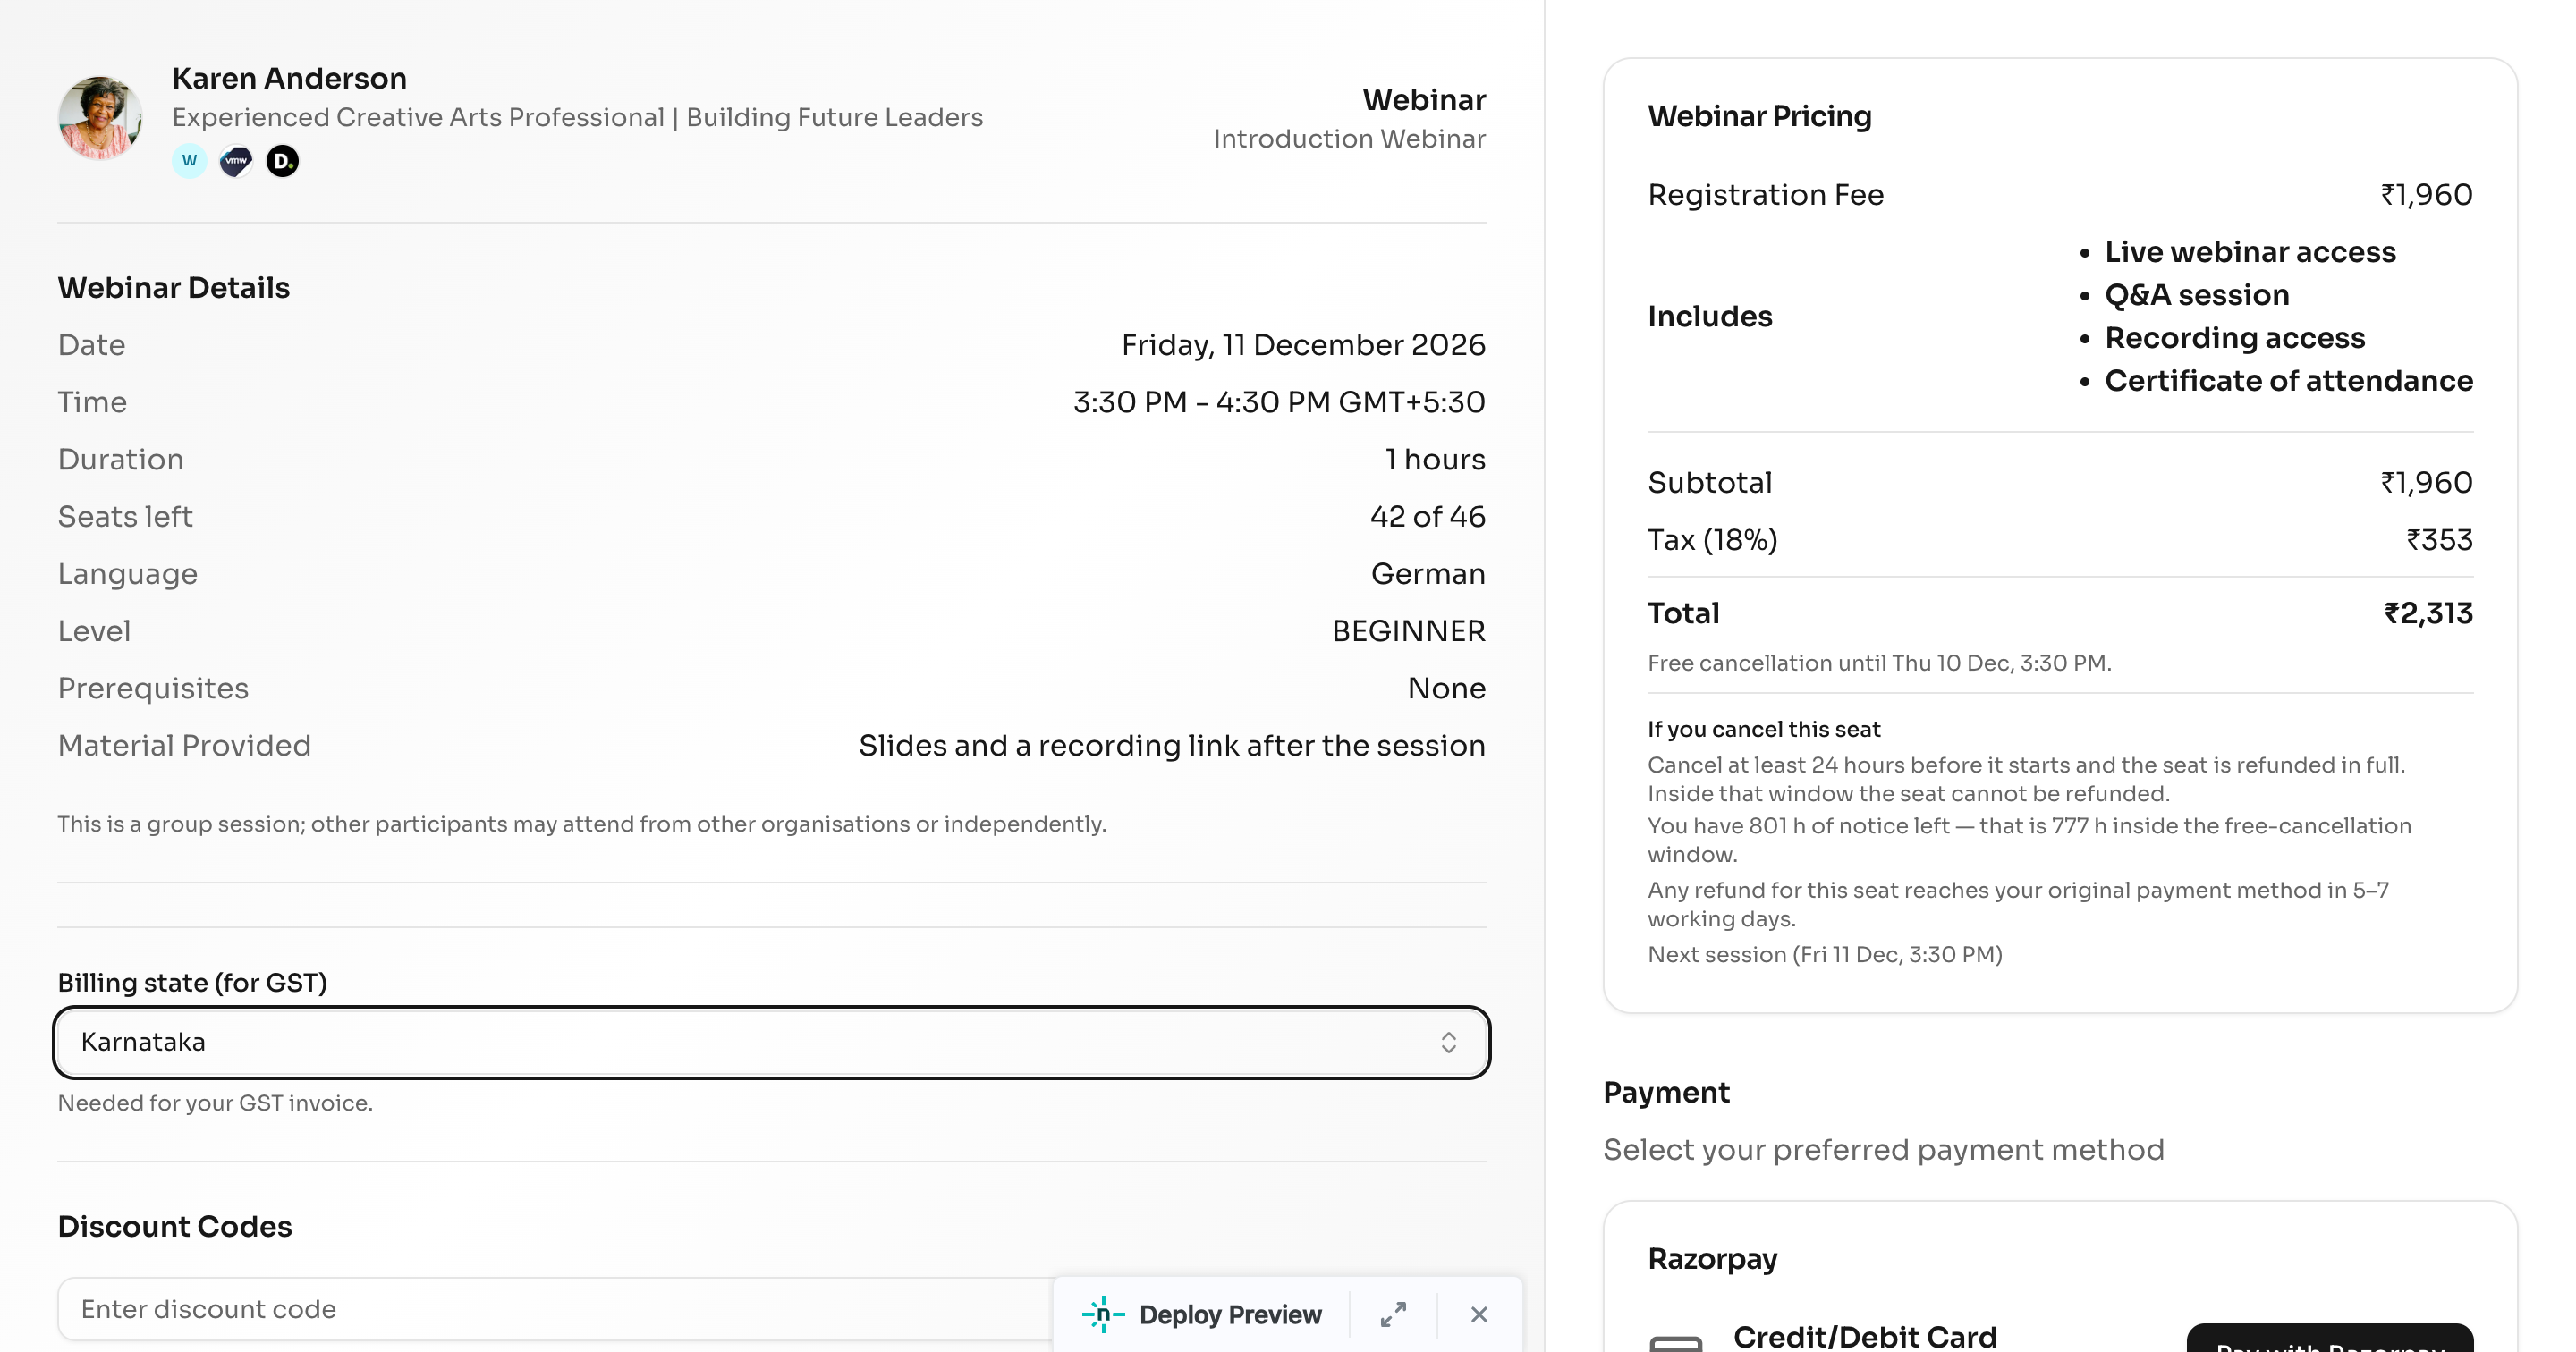 Karen Anderson
Experienced Creative Arts Professional | Building Future Leaders
W
vmw
D.
Webinar
Introduction Webinar
Webinar Details
Date
Friday, 11 December 2026
Time
3:30 PM - 4:30 PM GMT+5:30
Duration
1 hours
Seats left
42 of 46
Language
German
Level
BEGINNER
Prerequisites
None
Material Provided
Slides and a recording link after the session
This is a group session; other participants may attend from other organisations or independently.
Billing state (for GST)
Karnataka
Needed for your GST invoice.
Discount Codes
Enter discount code
Deploy Preview
Webinar Pricing
Registration Fee
₹1,960
Includes
• Live webinar access
• Q&A session
• Recording access
• Certificate of attendance
Subtotal
₹1,960
Tax (18%)
₹353
Total
₹2,313
Free cancellation until Thu 10 Dec, 3:30 PM.
If you cancel this seat
Cancel at least 24 hours before it starts and the seat is refunded in full.
Inside that window the seat cannot be refunded.
You have 801 h of notice left — that is 777 h inside the free-cancellation
window.
Any refund for this seat reaches your original payment method in 5–7
working days.
Next session (Fri 11 Dec, 3:30 PM)
Payment
Select your preferred payment method
Razorpay
Credit/Debit Card
Pay with Razorpay